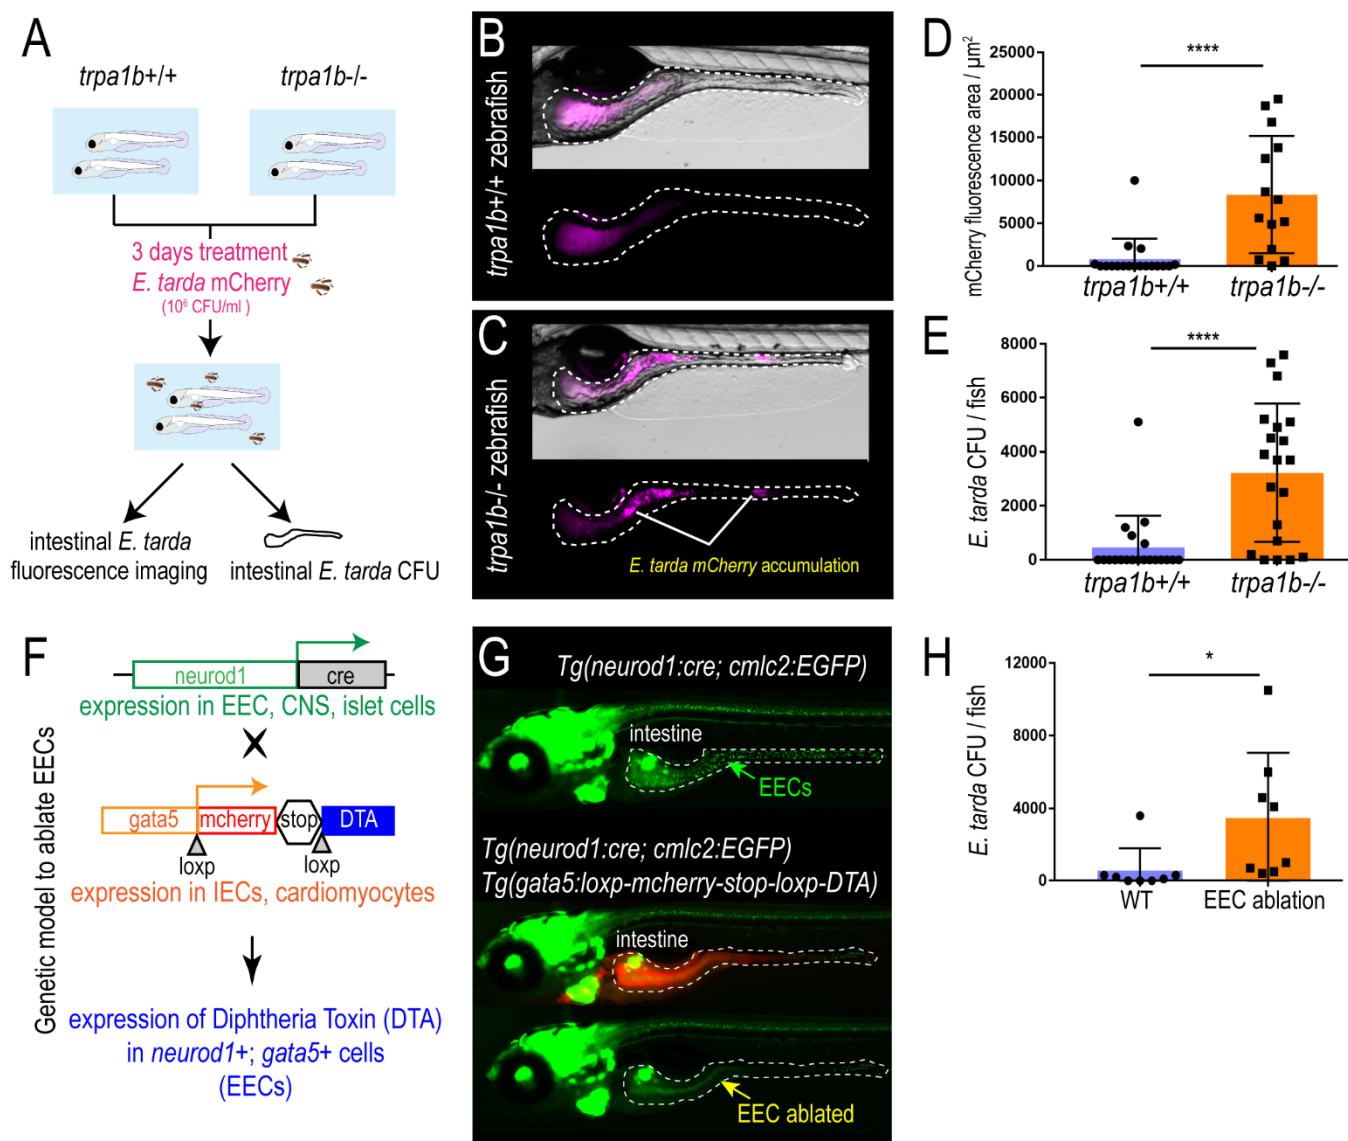 A
trpa1b+/+
trpa1b-/-
3 days treatment
E. tarda mCherry
(10⁶ CFU/ml )
intestinal E. tarda
fluorescence imaging
intestinal E. tarda CFU
B
trpa1b+/+ zebrafish
C
trpa1b-/- zebrafish
E. tarda mCherry accumulation
D
mCherry fluorescence area / µm²
25000
20000
15000
10000
5000
0
****
trpa1b+/+
trpa1b-/-
E
E. tarda CFU / fish
8000
6000
4000
2000
0
****
trpa1b+/+
trpa1b-/-
F
Genetic model to ablate EECs
neurod1
cre
expression in EEC, CNS, islet cells
gata5
mcherry
stop
DTA
loxp
loxp
expression in IECs, cardiomyocytes
expression of Diphtheria Toxin (DTA)
in neurod1+; gata5+ cells
(EECs)
G
Tg(neurod1:cre; cmlc2:EGFP)
intestine
EECs
Tg(neurod1:cre; cmlc2:EGFP)
Tg(gata5:loxp-mcherry-stop-loxp-DTA)
intestine
EEC ablated
H
E. tarda CFU / fish
12000
8000
4000
0
*
WT
EEC ablation